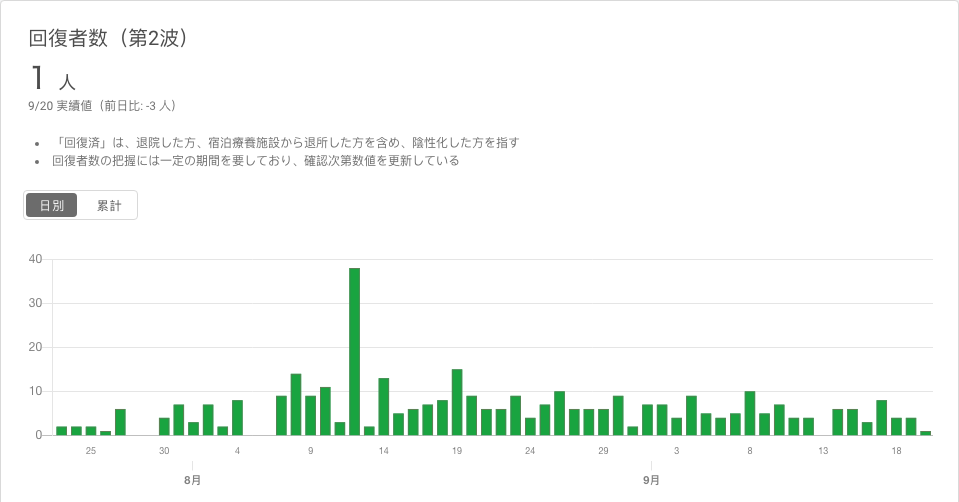 回復者数（第2波）
1 人
9/20 実績値（前日比: -3 人）
• 「回復済」は、退院した方、宿泊療養施設から退所した方を含め、陰性化した方を指す
• 回復者数の把握には一定の期間を要しており、確認次第数値を更新している
日別 累計
40
30
20
10
0
25 30 4 9 14 19 24 29 3 8 13 18
8月 9月